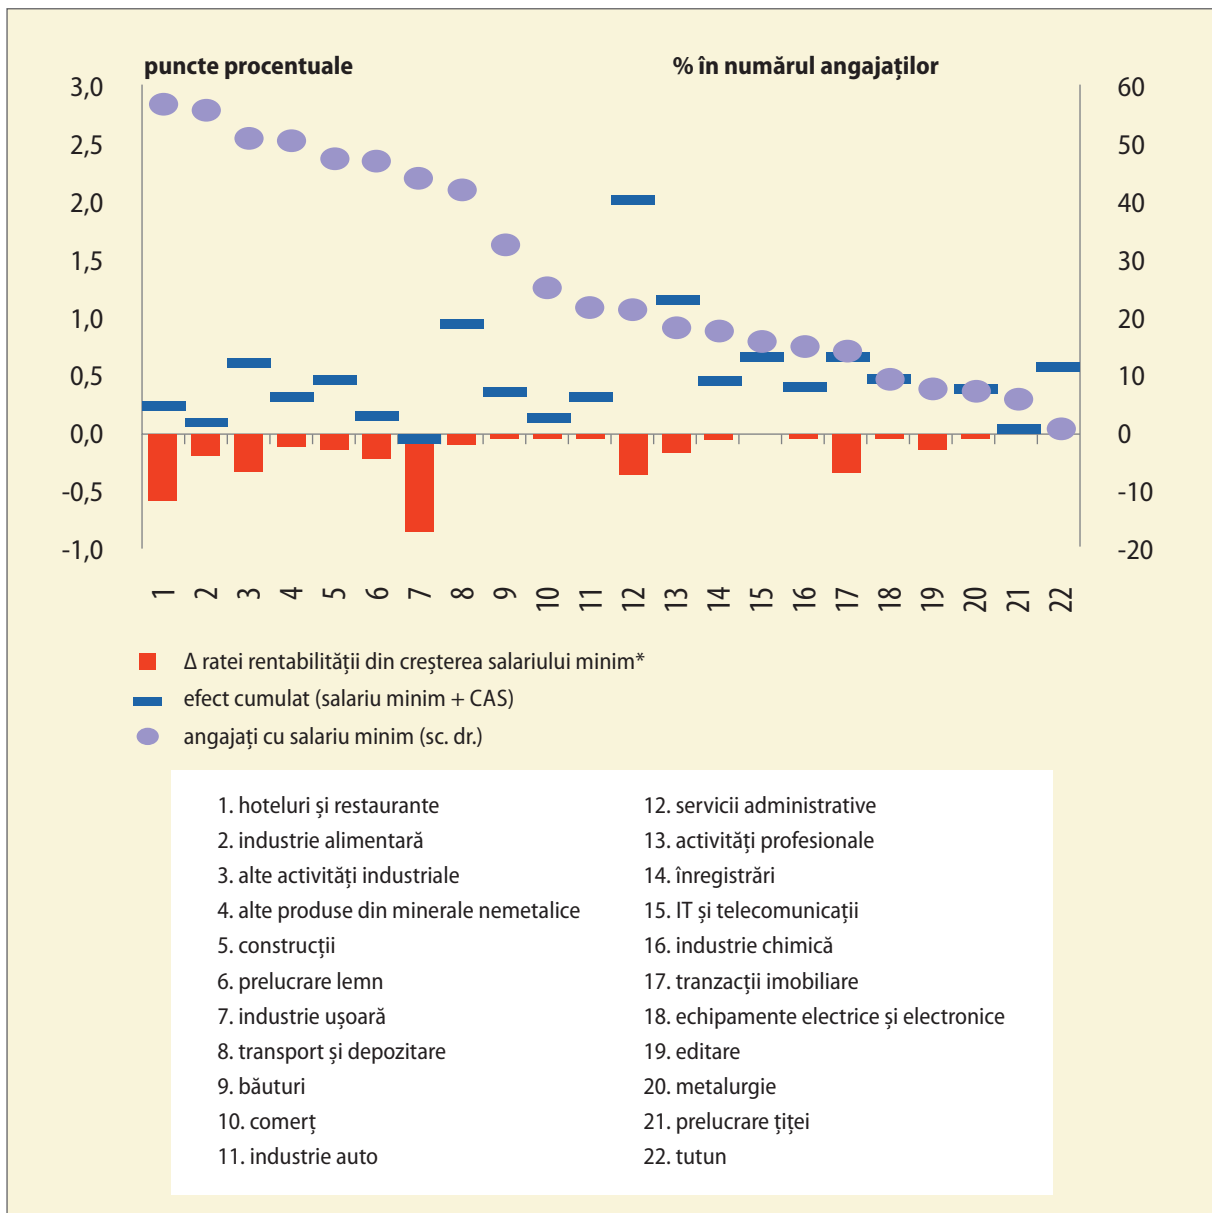 puncte procentuale
% în numărul angajaților
3,0
2,5
2,0
1,5
1,0
0,5
0,0
-0,5
-1,0
60
50
40
30
20
10
0
-10
-20
1 2 3 4 5 6 7 8 9 10 11 12 13 14 15 16 17 18 19 20 21 22
Δ ratei rentabilității din creșterea salariului minim*
efect cumulat (salariu minim + CAS)
angajați cu salariu minim (sc. dr.)
1. hoteluri și restaurante
2. industrie alimentară
3. alte activități industriale
4. alte produse din minerale nemetalice
5. construcții
6. prelucrare lemn
7. industrie ușoară
8. transport și depozitare
9. băuturi
10. comerț
11. industrie auto
12. servicii administrative
13. activități profesionale
14. înregistrări
15. IT și telecomunicații
16. industrie chimică
17. tranzacții imobiliare
18. echipamente electrice și electronice
19. editare
20. metalurgie
21. prelucrare țiței
22. tutun